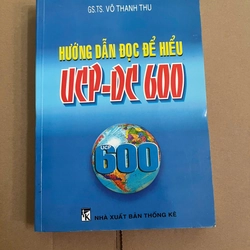 GS.TS. VÕ THANH THU
HƯỚNG DẪN ĐỌC ĐỂ HIỂU
UCP-DC 600
UCP
600
NHÀ XUẤT BẢN THỐNG KÊ